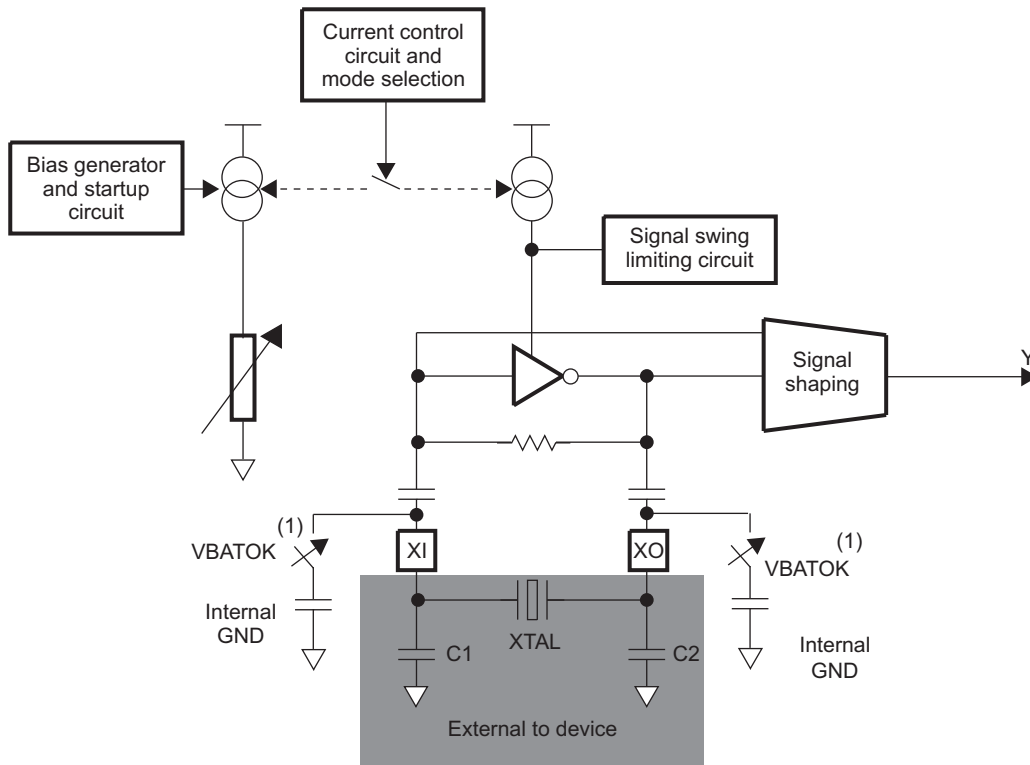 Current control
circuit and
mode selection
Bias generator
and startup
circuit
Signal swing
limiting circuit
Signal
shaping
Y
(1)
VBATOK
XI
XO
(1)
VBATOK
Internal
GND
XTAL
C1
C2
Internal
GND
External to device